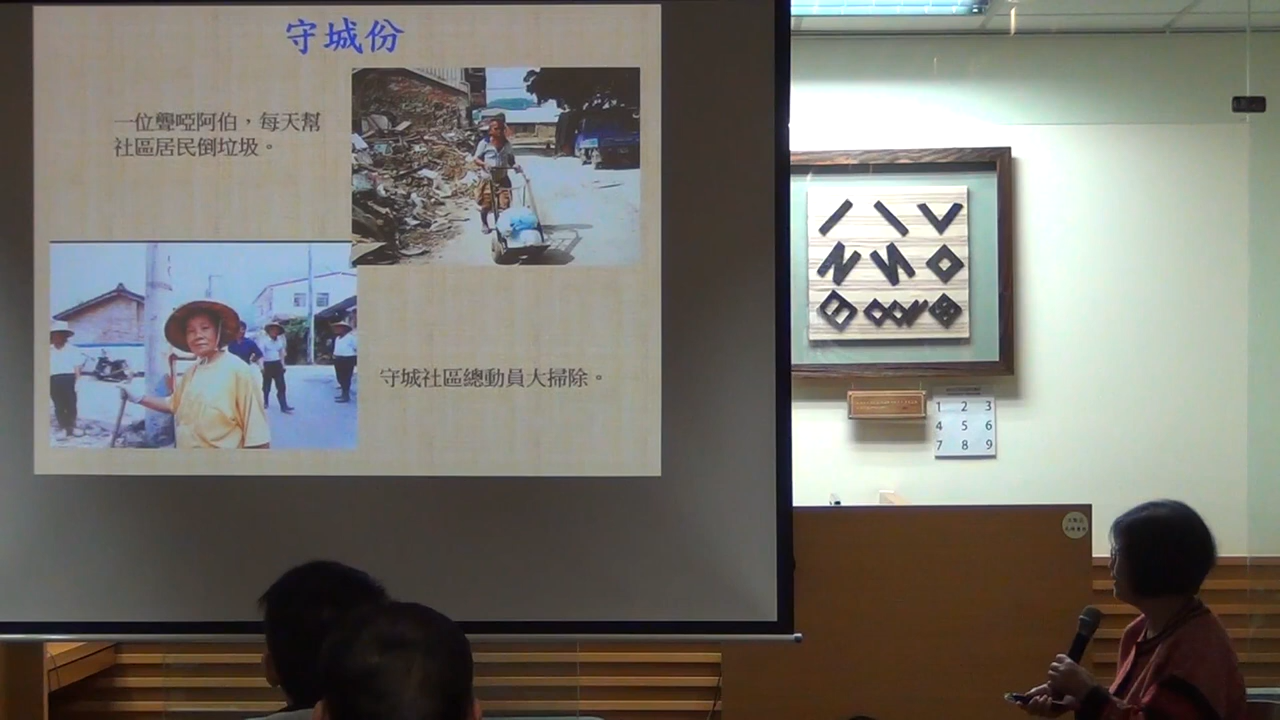 守城份
一位聾啞阿伯，每天幫
社區居民倒垃圾。
守城社區總動員大掃除。
1 2 3
4 5 6
7 8 9